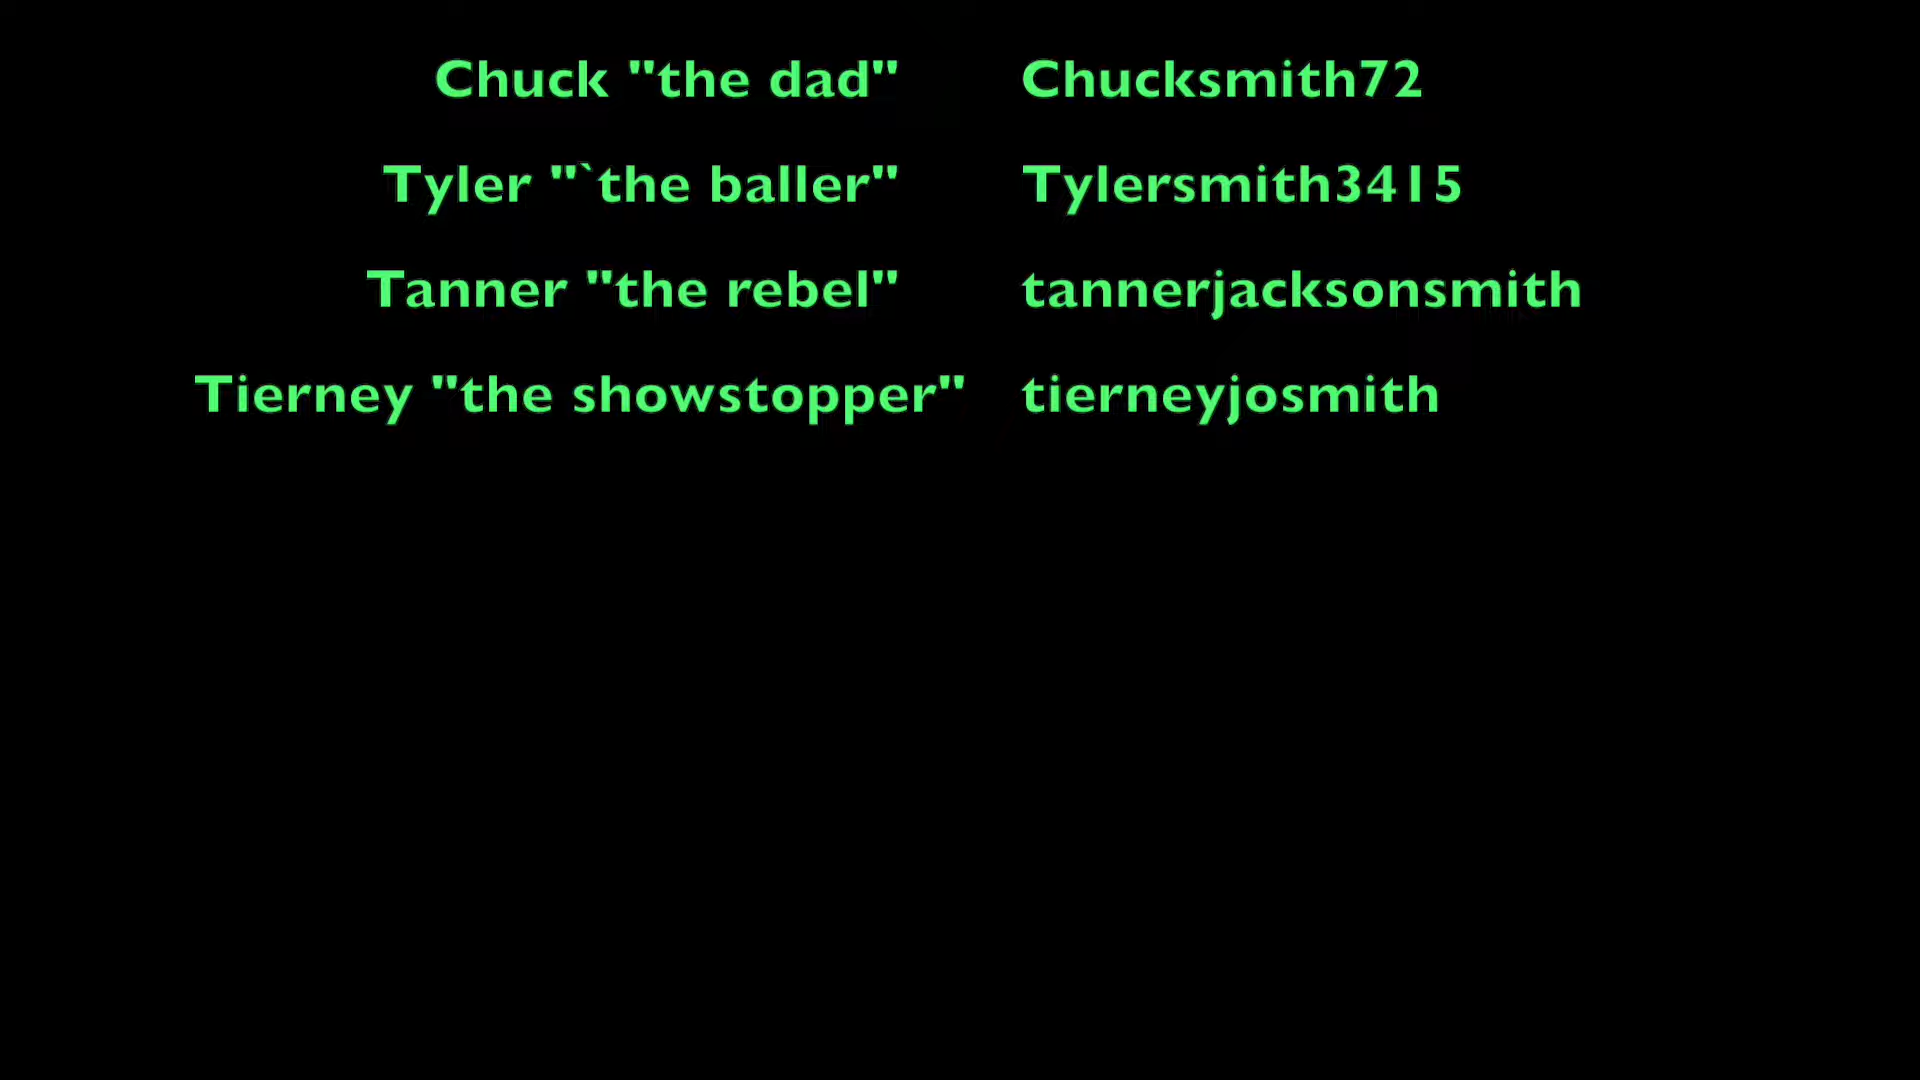 Chuck "the dad" Chucksmith72
Tyler "`the baller" Tylersmith3415
Tanner "the rebel" tannerjacksonsmith
Tierney "the showstopper" tierneyjosmith